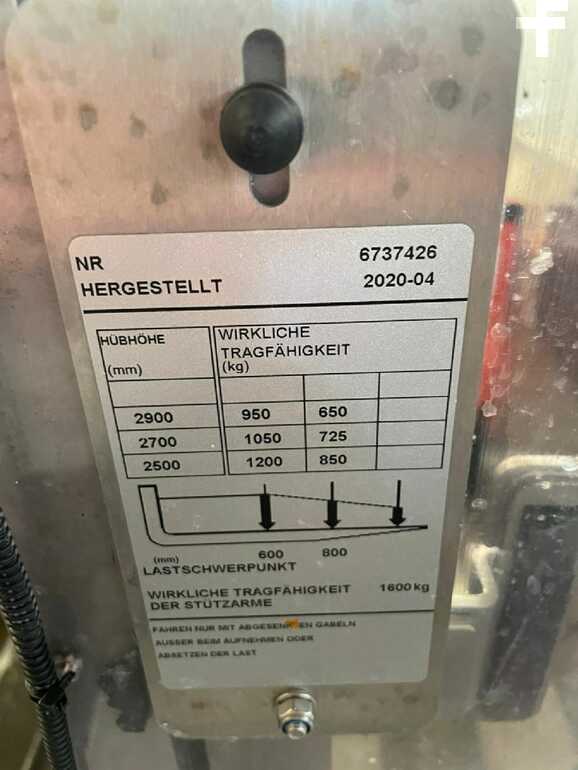 NR 6737426
HERGESTELLT 2020-04
HÜBHÖHE
(mm)
WIRKLICHE
TRAGFÄHIGKEIT
(kg)
2900 950 650
2700 1050 725
2500 1200 850
(mm) 600 800
LASTSCHWERPUNKT
WIRKLICHE TRAGFÄHIGKEIT 1600 kg
DER STÜTZARME
FAHREN NUR MIT ABGESENKTEN GABELN
AUSSER BEIM AUFNEHMEN ODER
ABSETZEN DER LAST